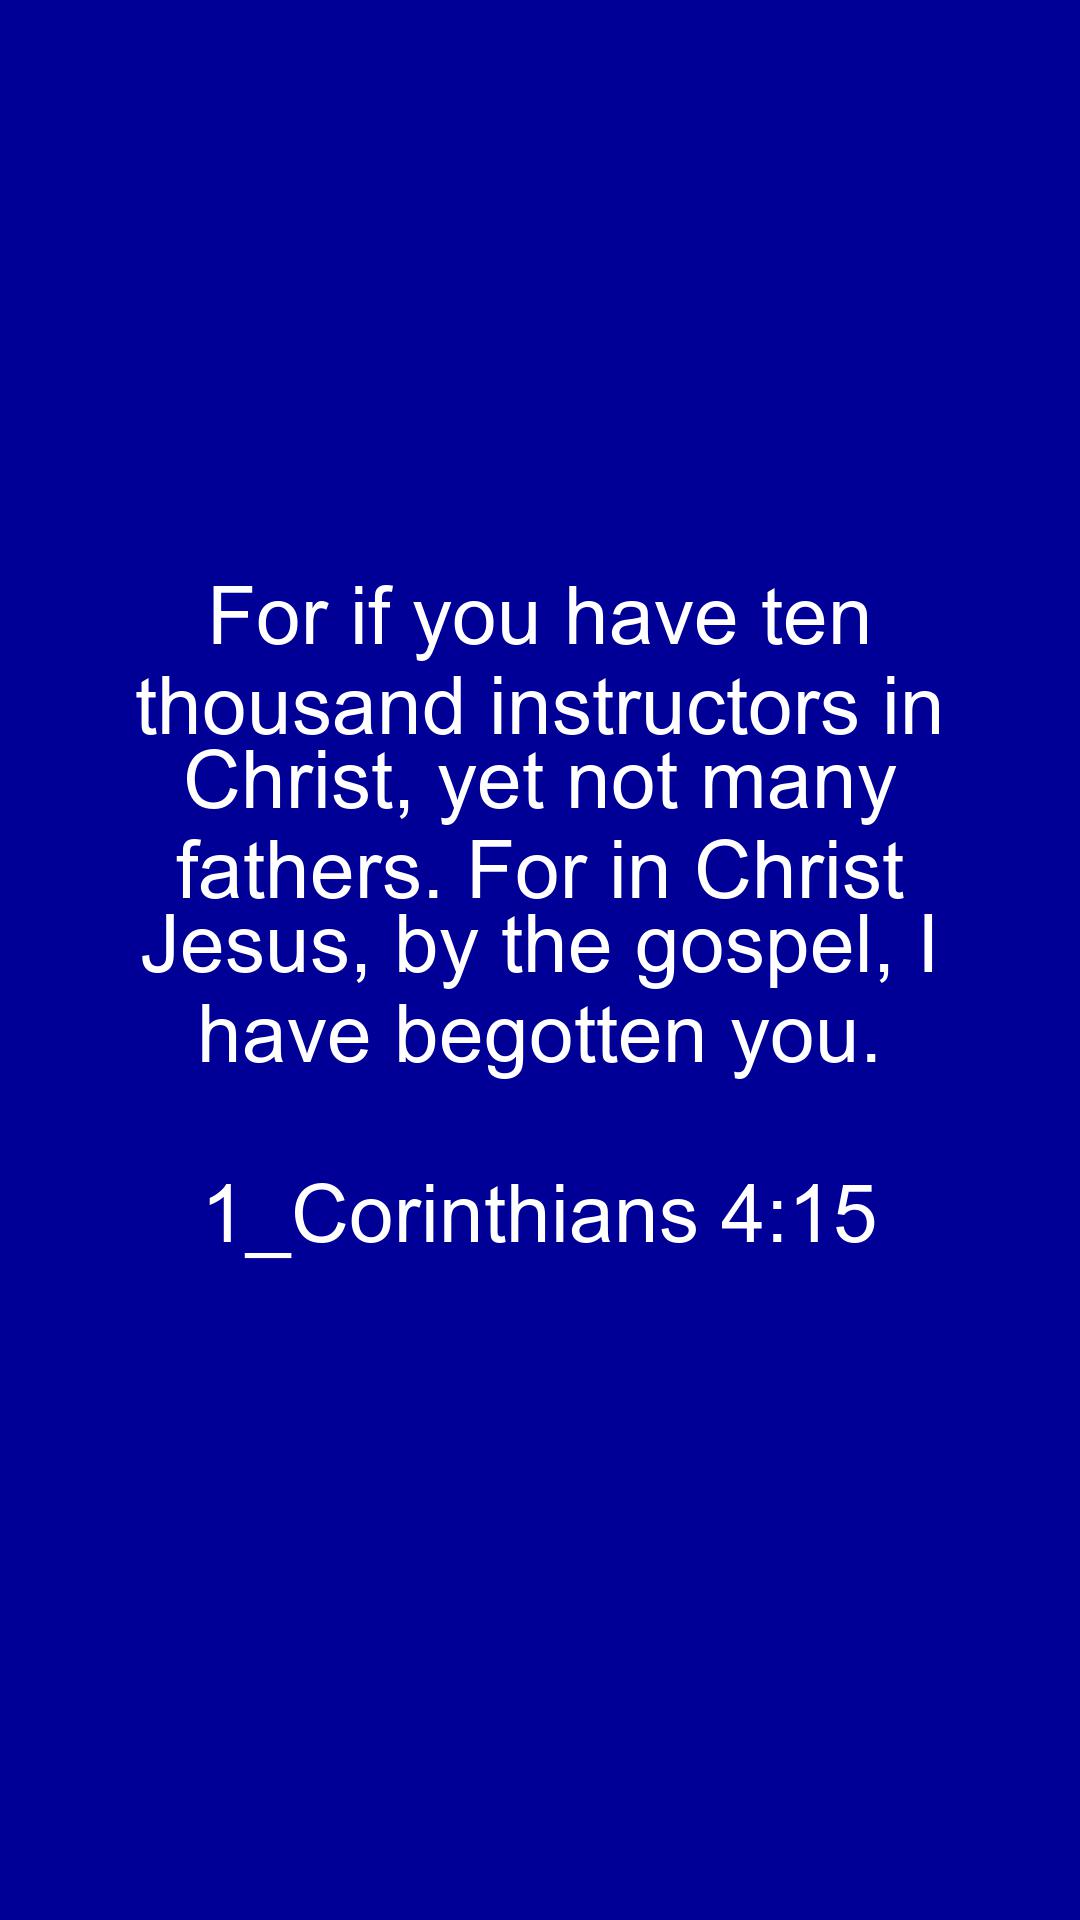 For if you have ten
thousand instructors in
Christ, yet not many
fathers. For in Christ
Jesus, by the gospel, I
have begotten you.
1_Corinthians 4:15